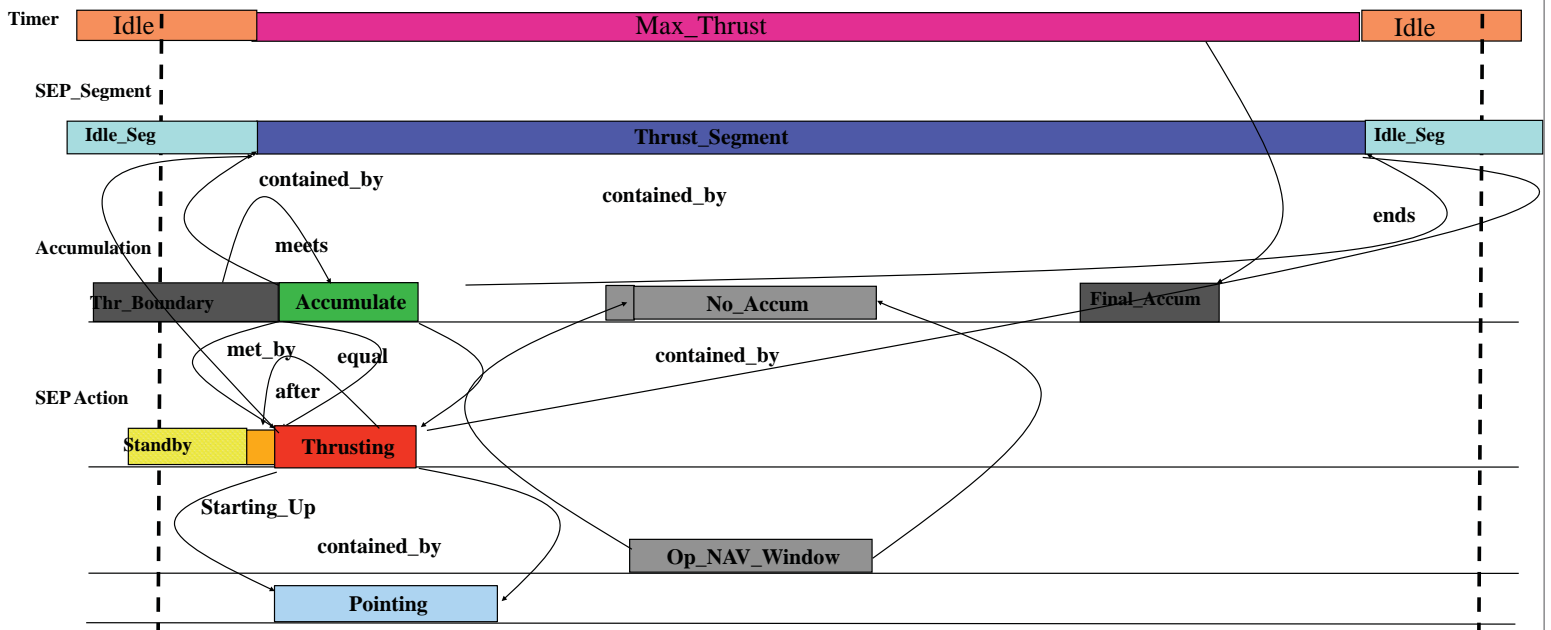 Timer
Idle
Max_Thrust
Idle
SEP_Segment
Idle_Seg
Thrust_Segment
Idle_Seg
contained_by
contained_by
ends
meets
Accumulation
Thr_Boundary
Accumulate
No_Accum
Final_Accum
met_by
equal
contained_by
after
SEP Action
Standby
Thrusting
Starting_Up
contained_by
Op_NAV_Window
Pointing